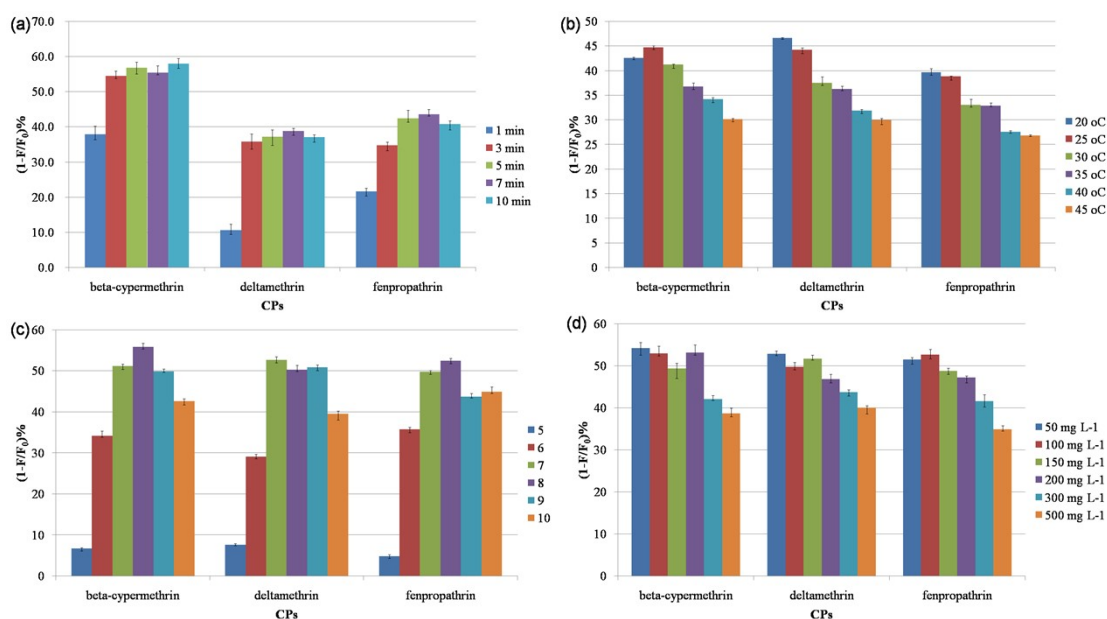 (a)
70.0
60.0
50.0
40.0
30.0
20.0
10.0
0.0
(1-F/F0)%
beta-cypermethrin deltamethrin fenpropathrin
CPs
1 min
3 min
5 min
7 min
10 min
(b)
50
45
40
35
30
25
20
15
10
5
0
(1-F/F0)%
beta-cypermethrin deltamethrin fenpropathrin
CPs
20 oC
25 oC
30 oC
35 oC
40 oC
45 oC
(c)
60
50
40
30
20
10
0
(1-F/F0)%
beta-cypermethrin deltamethrin fenpropathrin
CPs
5
6
7
8
9
10
(d)
60
50
40
30
20
10
0
(1-F/F0)%
beta-cypermethrin deltamethrin fenpropathrin
CPs
50 mg L-1
100 mg L-1
150 mg L-1
200 mg L-1
300 mg L-1
500 mg L-1